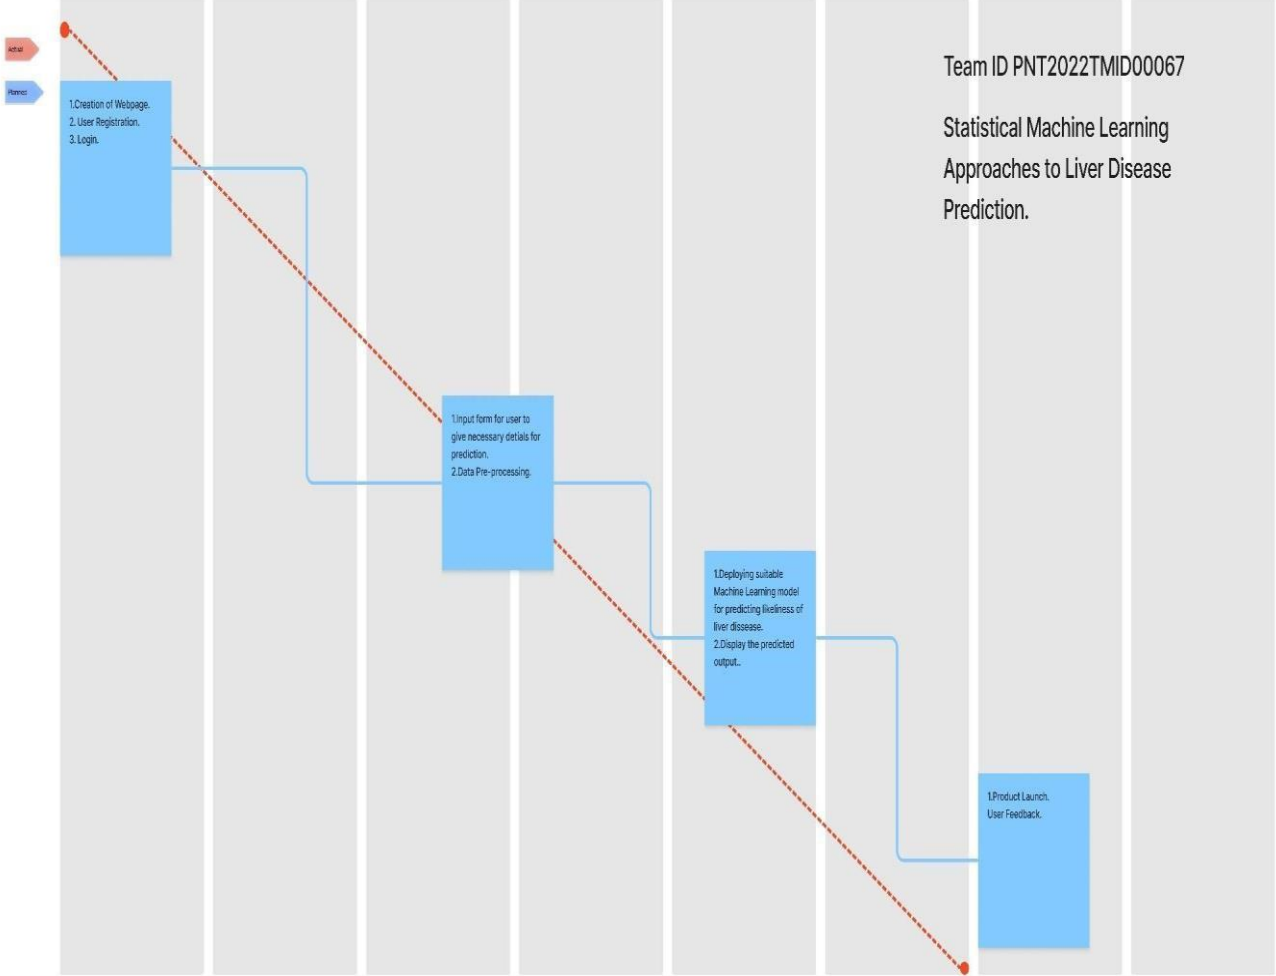 Actual
Planned
1.Creation of Webpage.
2. User Registration.
3. Login.
Team ID PNT2022TMID00067
Statistical Machine Learning
Approaches to Liver Disease
Prediction.
1.Input form for user to
give necessary detials for
prediction.
2.Data Pre-processing.
1.Deploying suitable
Machine Learning model
for predicting likeliness of
liver dissease.
2.Display the predicted
output..
1.Product Launch.
User Feedback.